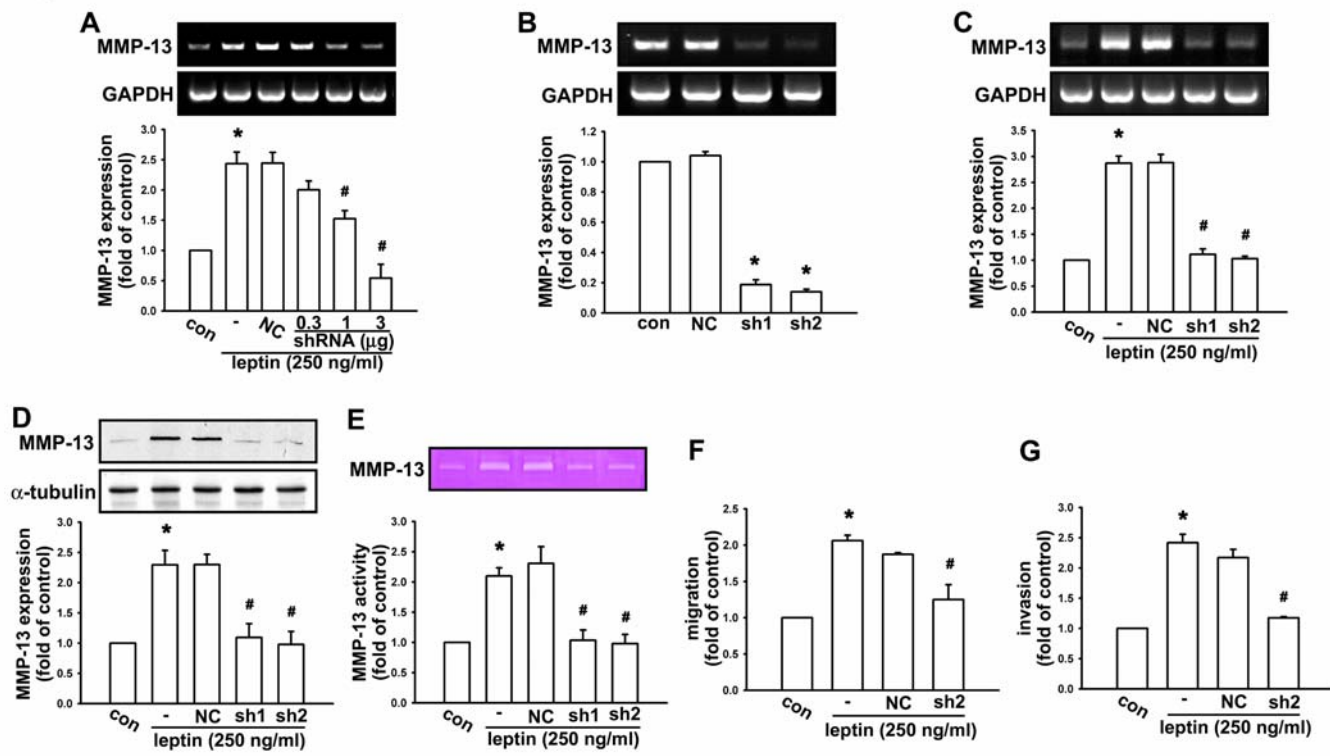 A
MMP-13
GAPDH
MMP-13 expression
(fold of control)
3.0
2.5
2.0
1.5
1.0
0.5
0.0
*
#
#
con - NC 0.3 1 3
shRNA (μg)
leptin (250 ng/ml)
B
MMP-13
GAPDH
MMP-13 expression
(fold of control)
1.2
1.0
0.8
0.6
0.4
0.2
0.0
* *
con NC sh1 sh2
C
MMP-13
GAPDH
MMP-13 expression
(fold of control)
3.5
3.0
2.5
2.0
1.5
1.0
0.5
0.0
*
# #
con - NC sh1 sh2
leptin (250 ng/ml)
D
MMP-13
α-tubulin
MMP-13 expression
(fold of control)
3.0
2.5
2.0
1.5
1.0
0.5
0.0
*
# #
con - NC sh1 sh2
leptin (250 ng/ml)
E
MMP-13
MMP-13 activity
(fold of control)
3.0
2.5
2.0
1.5
1.0
0.5
0.0
*
# #
con - NC sh1 sh2
leptin (250 ng/ml)
F
migration
(fold of control)
2.5
2.0
1.5
1.0
0.5
0.0
*
#
con - NC sh2
leptin (250 ng/ml)
G
invasion
(fold of control)
3.0
2.5
2.0
1.5
1.0
0.5
0.0
*
#
con - NC sh2
leptin (250 ng/ml)